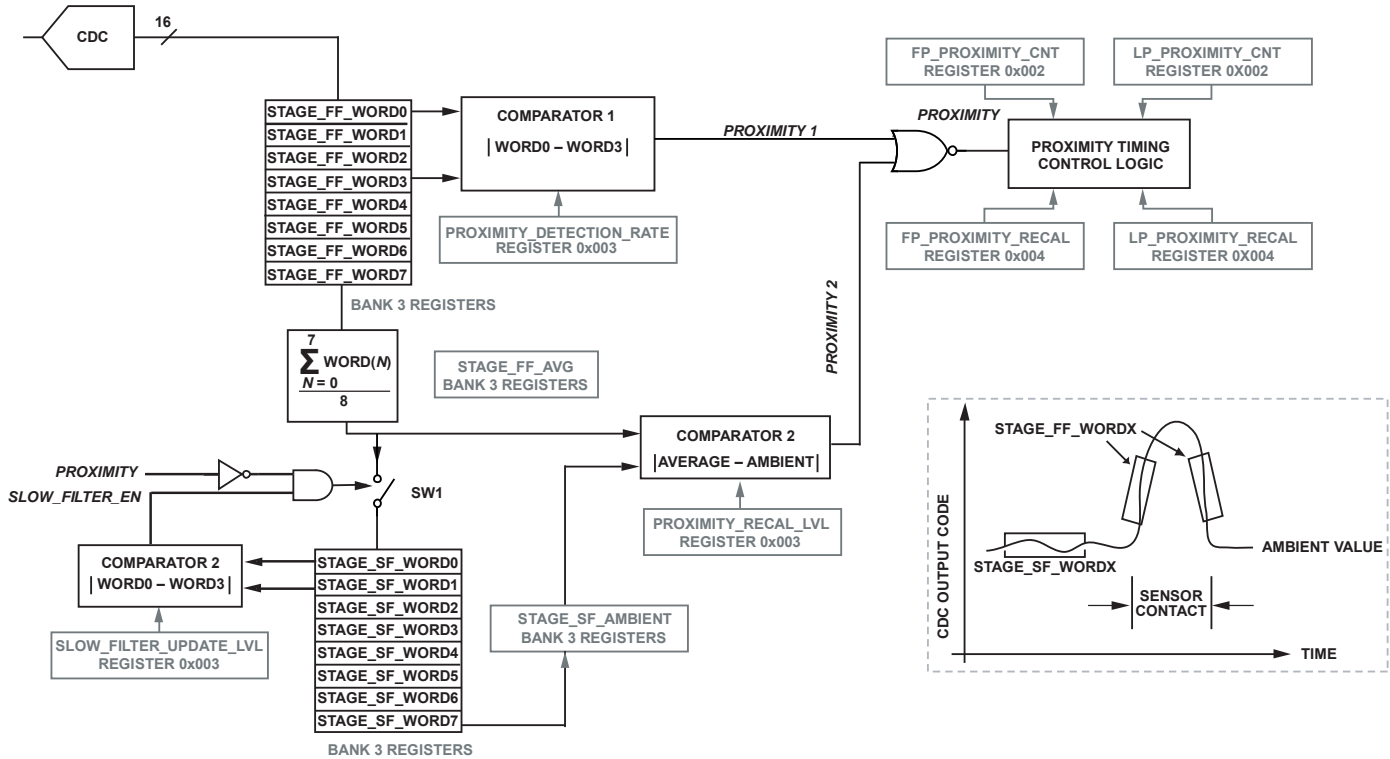 CDC
16
STAGE_FF_WORD0
STAGE_FF_WORD1
STAGE_FF_WORD2
STAGE_FF_WORD3
STAGE_FF_WORD4
STAGE_FF_WORD5
STAGE_FF_WORD6
STAGE_FF_WORD7
BANK 3 REGISTERS
COMPARATOR 1
|WORD0 – WORD3|
PROXIMITY_DETECTION_RATE
REGISTER 0x003
PROXIMITY 1
PROXIMITY
FP_PROXIMITY_CNT
REGISTER 0x002
LP_PROXIMITY_CNT
REGISTER 0X002
PROXIMITY TIMING
CONTROL LOGIC
FP_PROXIMITY_RECAL
REGISTER 0x004
LP_PROXIMITY_RECAL
REGISTER 0X004
PROXIMITY 2
7
Σ WORD(N)
N = 0
8
STAGE_FF_AVG
BANK 3 REGISTERS
COMPARATOR 2
|AVERAGE – AMBIENT|
PROXIMITY_RECAL_LVL
REGISTER 0x003
PROXIMITY
SLOW_FILTER_EN
SW1
COMPARATOR 2
|WORD0 – WORD3|
SLOW_FILTER_UPDATE_LVL
REGISTER 0x003
STAGE_SF_WORD0
STAGE_SF_WORD1
STAGE_SF_WORD2
STAGE_SF_WORD3
STAGE_SF_WORD4
STAGE_SF_WORD5
STAGE_SF_WORD6
STAGE_SF_WORD7
BANK 3 REGISTERS
STAGE_SF_AMBIENT
BANK 3 REGISTERS
CDC OUTPUT CODE
STAGE_FF_WORDX
STAGE_SF_WORDX
AMBIENT VALUE
SENSOR
CONTACT
TIME